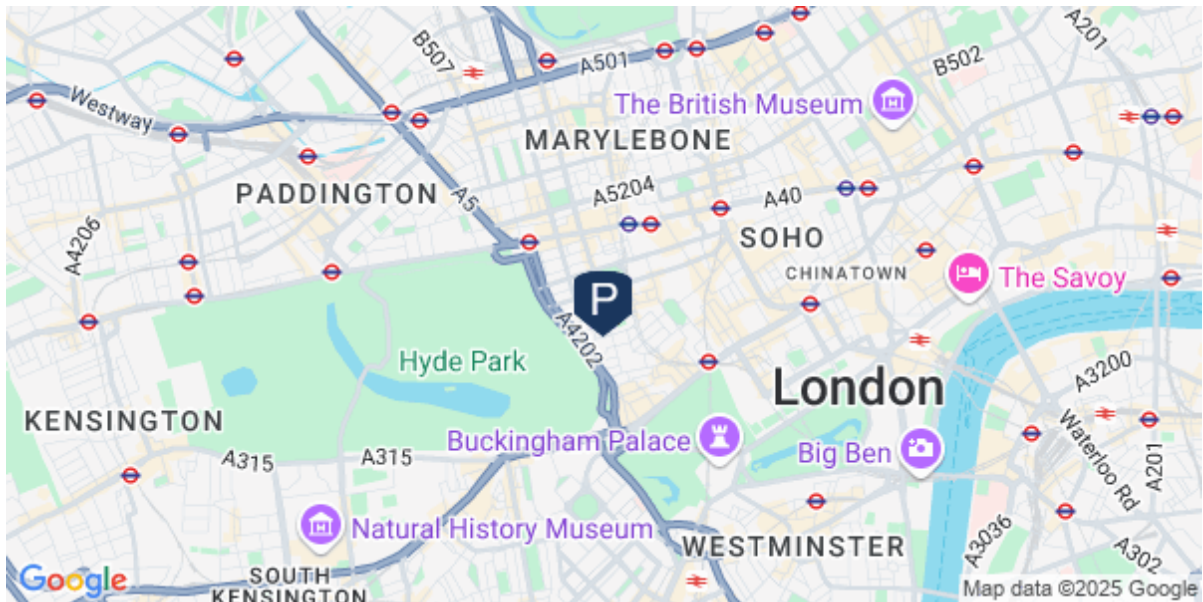 B507
A501
A201
B502
Westway
The British Museum
MARYLEBONE
PADDINGTON
A5
A5204
A40
A4206
SOHO
CHINATOWN
The Savoy
P
A4202
Hyde Park
London
A3200
KENSINGTON
A315
A315
Buckingham Palace
Big Ben
Waterloo Rd
A201
Natural History Museum
WESTMINSTER
A3036
A302
SOUTH
KENSINGTON
Google
Map data ©2025 Google